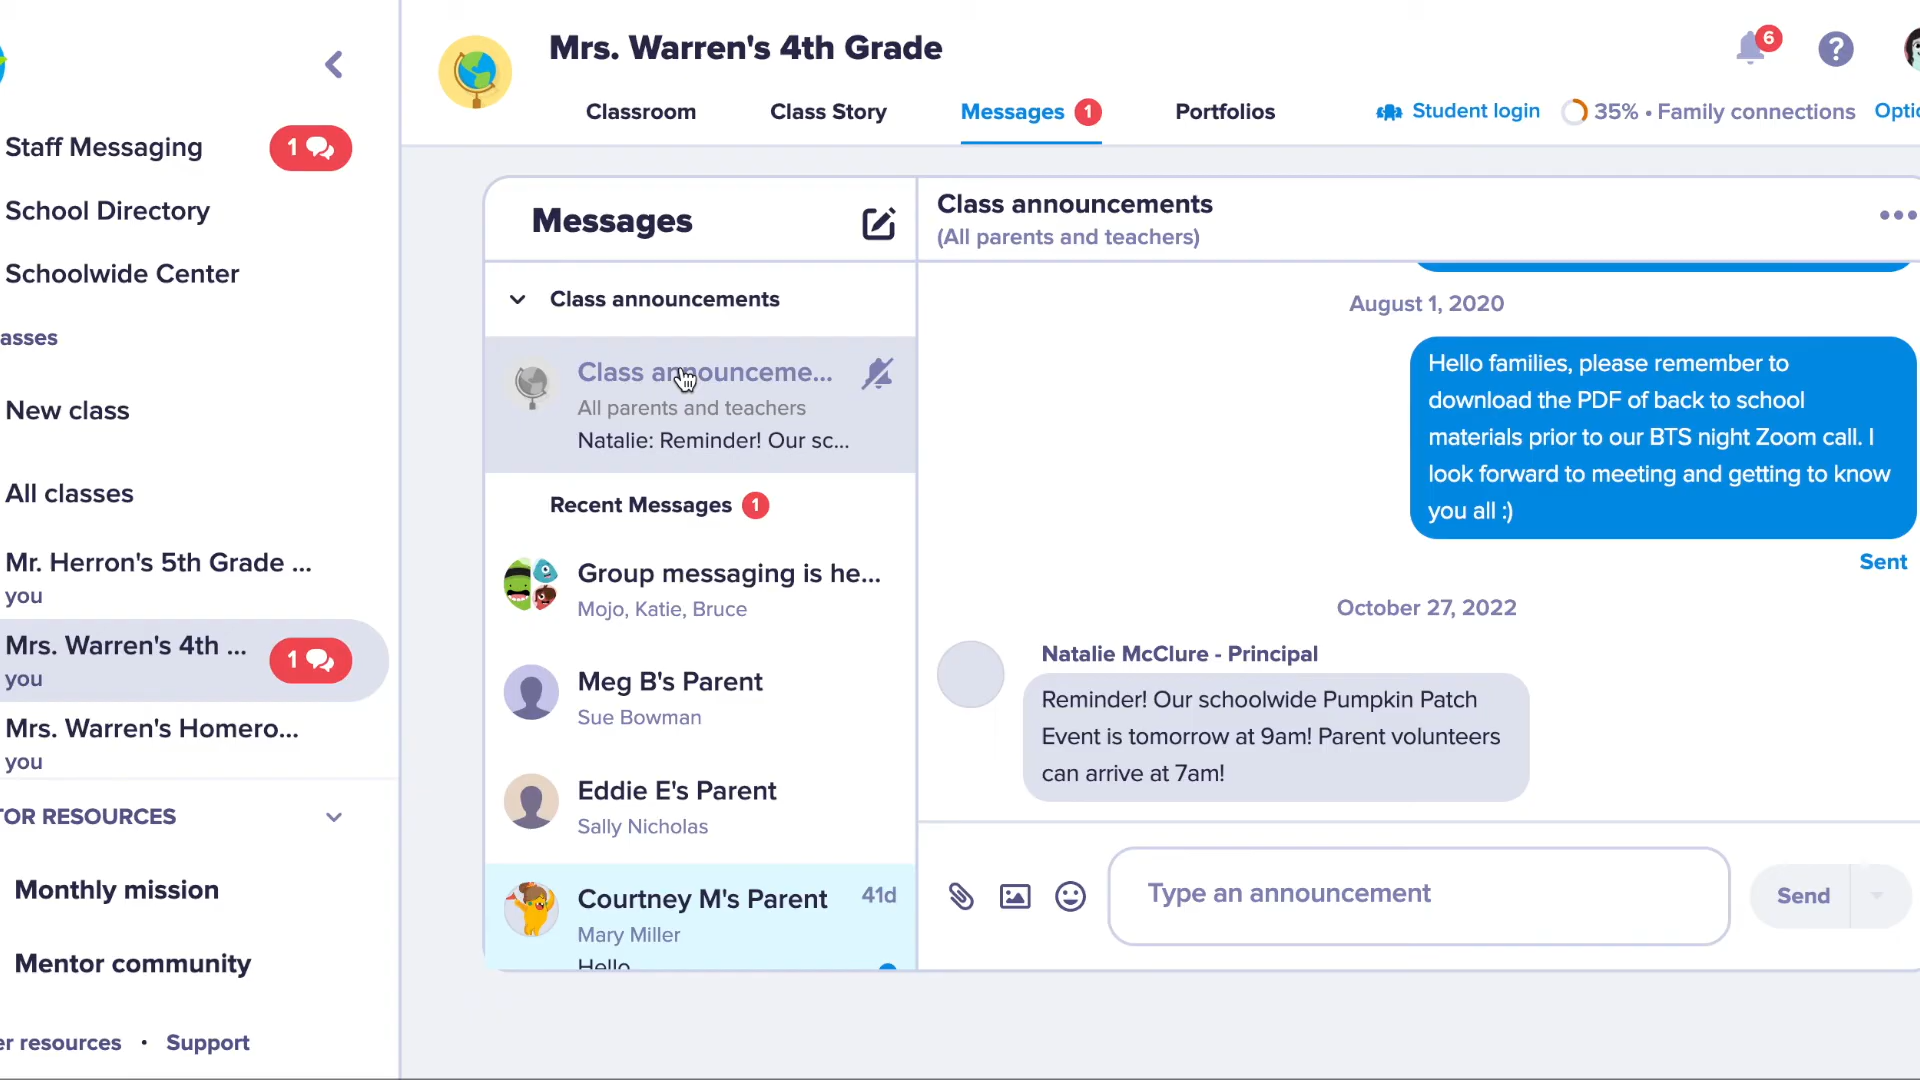 Mrs. Warren's 4th Grade
6
?
Classroom
Class Story
Messages 1
Portfolios
Student login
35% • Family connections
Optio
Staff Messaging
1
School Directory
Schoolwide Center
asses
New class
All classes
Mr. Herron's 5th Grade ...
you
Mrs. Warren's 4th ...
1
you
Mrs. Warren's Homero...
you
TOR RESOURCES
Monthly mission
Mentor community
er resources • Support
Messages
Class announcements
Class announceme...
All parents and teachers
Natalie: Reminder! Our sc...
Recent Messages 1
Group messaging is he...
Mojo, Katie, Bruce
Meg B's Parent
Sue Bowman
Eddie E's Parent
Sally Nicholas
Courtney M's Parent 41d
Mary Miller
Hello
Class announcements
(All parents and teachers)
August 1, 2020
Hello families, please remember to
download the PDF of back to school
materials prior to our BTS night Zoom call. I
look forward to meeting and getting to know
you all :)
Sent
October 27, 2022
Natalie McClure - Principal
Reminder! Our schoolwide Pumpkin Patch
Event is tomorrow at 9am! Parent volunteers
can arrive at 7am!
Type an announcement
Send